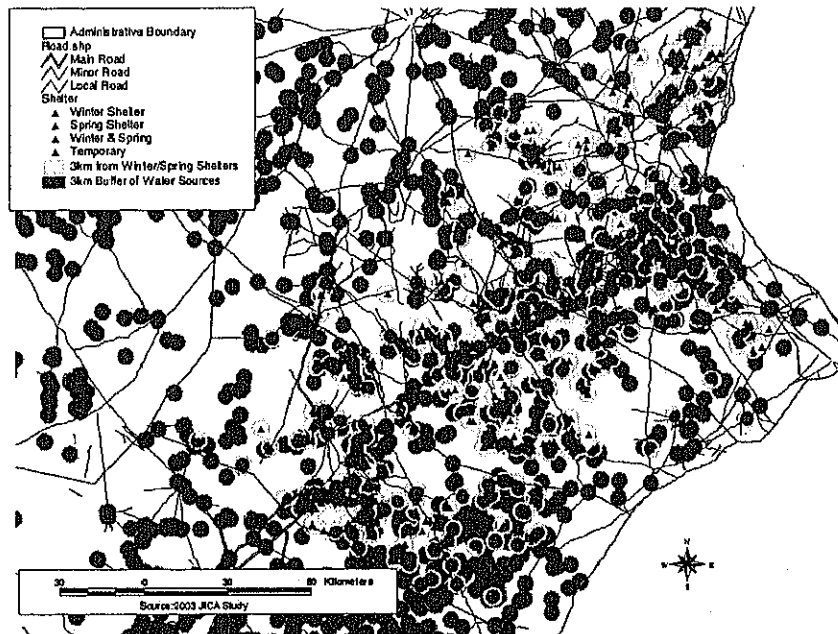 Administrative Boundary
Road.shp
Main Road
Minor Road
Local Road
Shelter
Winter Shelter
Spring Shelter
Winter & Spring
Temporary
3km from Winter/Spring Shelters
3km Buffer of Water Sources
N
W E
S
30 0 30 60 Kilometers
Source:2003 JICA Study